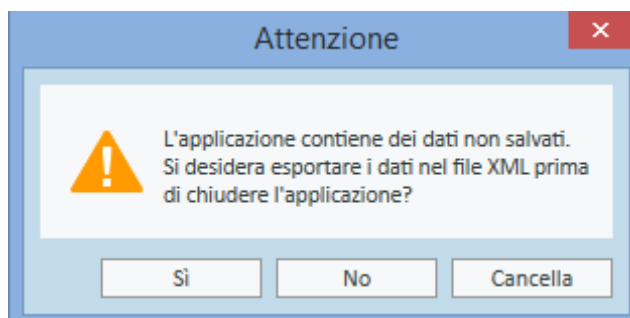 Attenzione
L'applicazione contiene dei dati non salvati.
Si desidera esportare i dati nel file XML prima
di chiudere l'applicazione?
Sì
No
Cancella